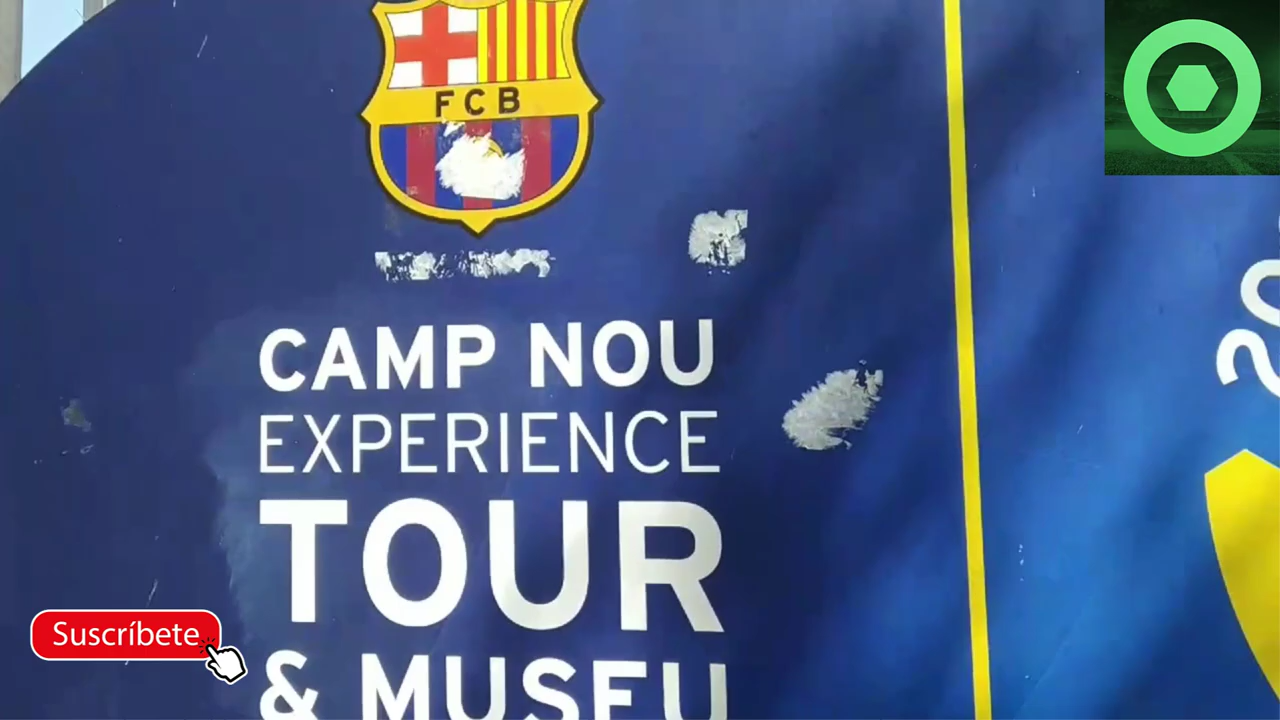 FCB
CAMP NOU
EXPERIENCE
TOUR
& MUSEU
Suscríbete